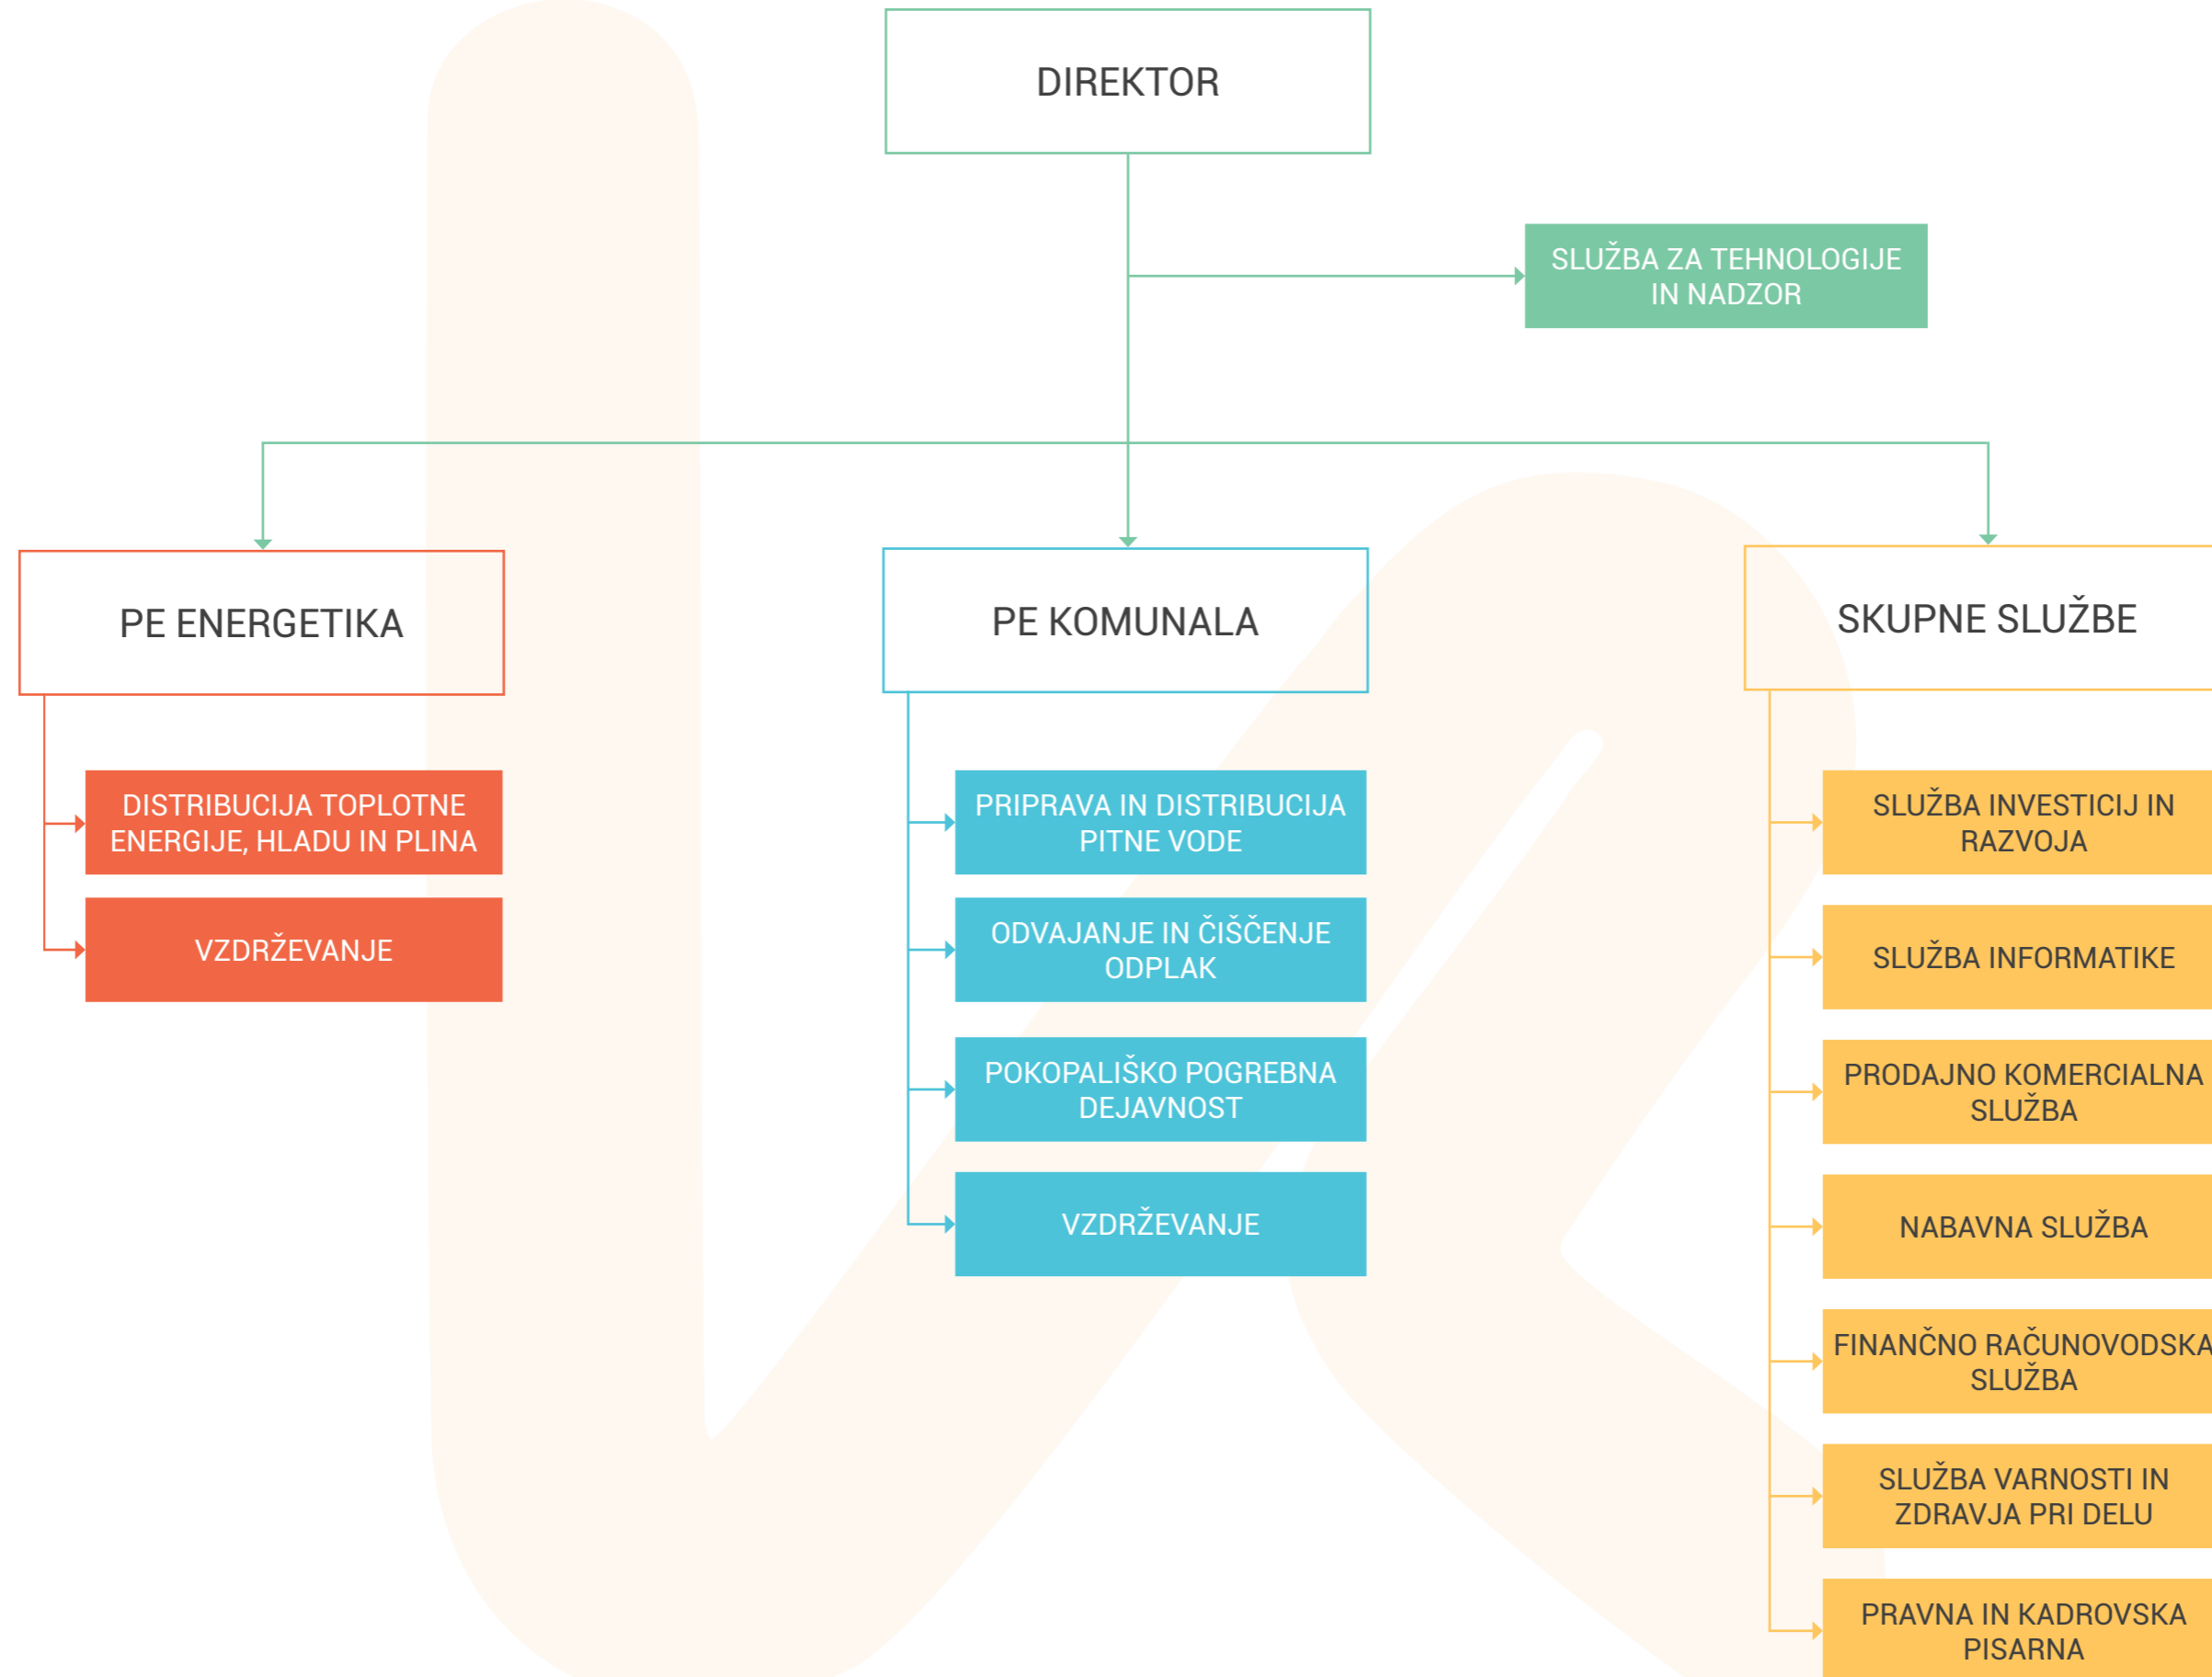 DIREKTOR
SLUŽBA ZA TEHNOLOGIJE
IN NADZOR
PE ENERGETIKA
DISTRIBUCIJA TOPLOTNE
ENERGIJE, HLADU IN PLINA
VZDRŽEVANJE
PE KOMUNALA
PRIPRAVA IN DISTRIBUCIJA
PITNE VODE
ODVAJANJE IN ČIŠČENJE
ODPLAK
POKOPALIŠKO POGREBNA
DEJAVNOST
VZDRŽEVANJE
SKUPNE SLUŽBE
SLUŽBA INVESTICIJ IN
RAZVOJA
SLUŽBA INFORMATIKE
PRODAJNO KOMERCIALNA
SLUŽBA
NABAVNA SLUŽBA
FINANČNO RAČUNOVODSKA
SLUŽBA
SLUŽBA VARNOSTI IN
ZDRAVJA PRI DELU
PRAVNA IN KADROVSKA
PISARNA